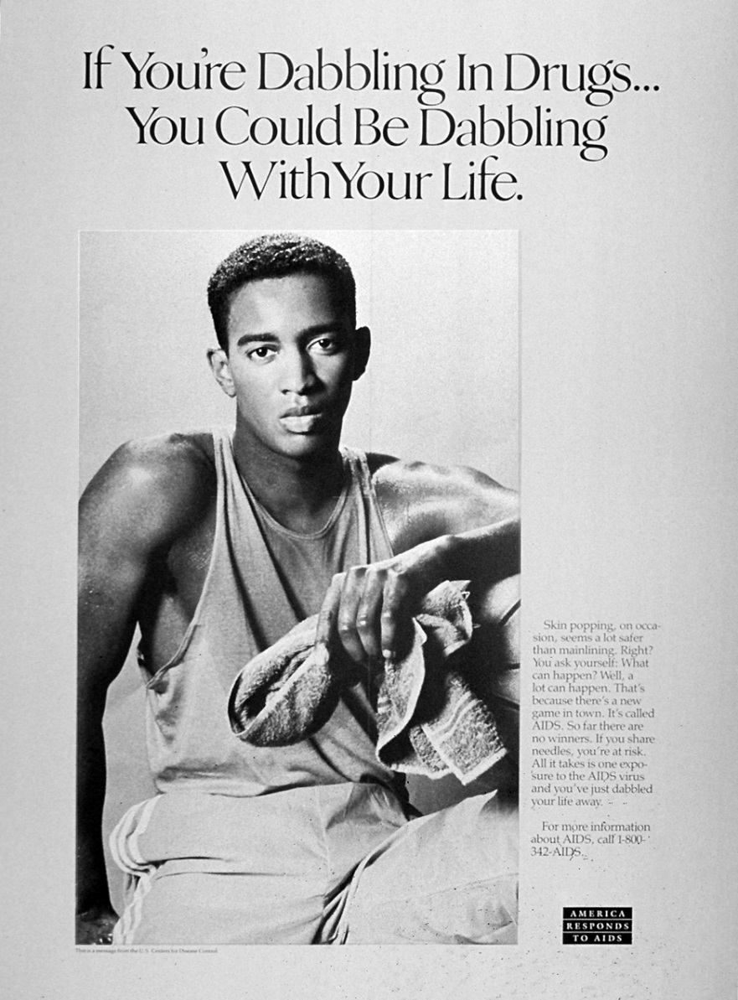 If You're Dabbling In Drugs...
You Could Be Dabbling
With Your Life.
Skin popping, on occa-
sion, seems a lot safer
than mainlining. Right?
You ask yourself: What
can happen? Well, a
lot can happen. That's
because there's a new
game in town. It's called
AIDS. So far there are
no winners. If you share
needles, you're at risk.
All it takes is one expo-
sure to the AIDS virus
and you've just dabbled
your life away.
For more information
about AIDS, call 1-800-
342-AIDS.
AMERICA
RESPONDS
TO AIDS
This is a message from the U.S. Centers for Disease Control